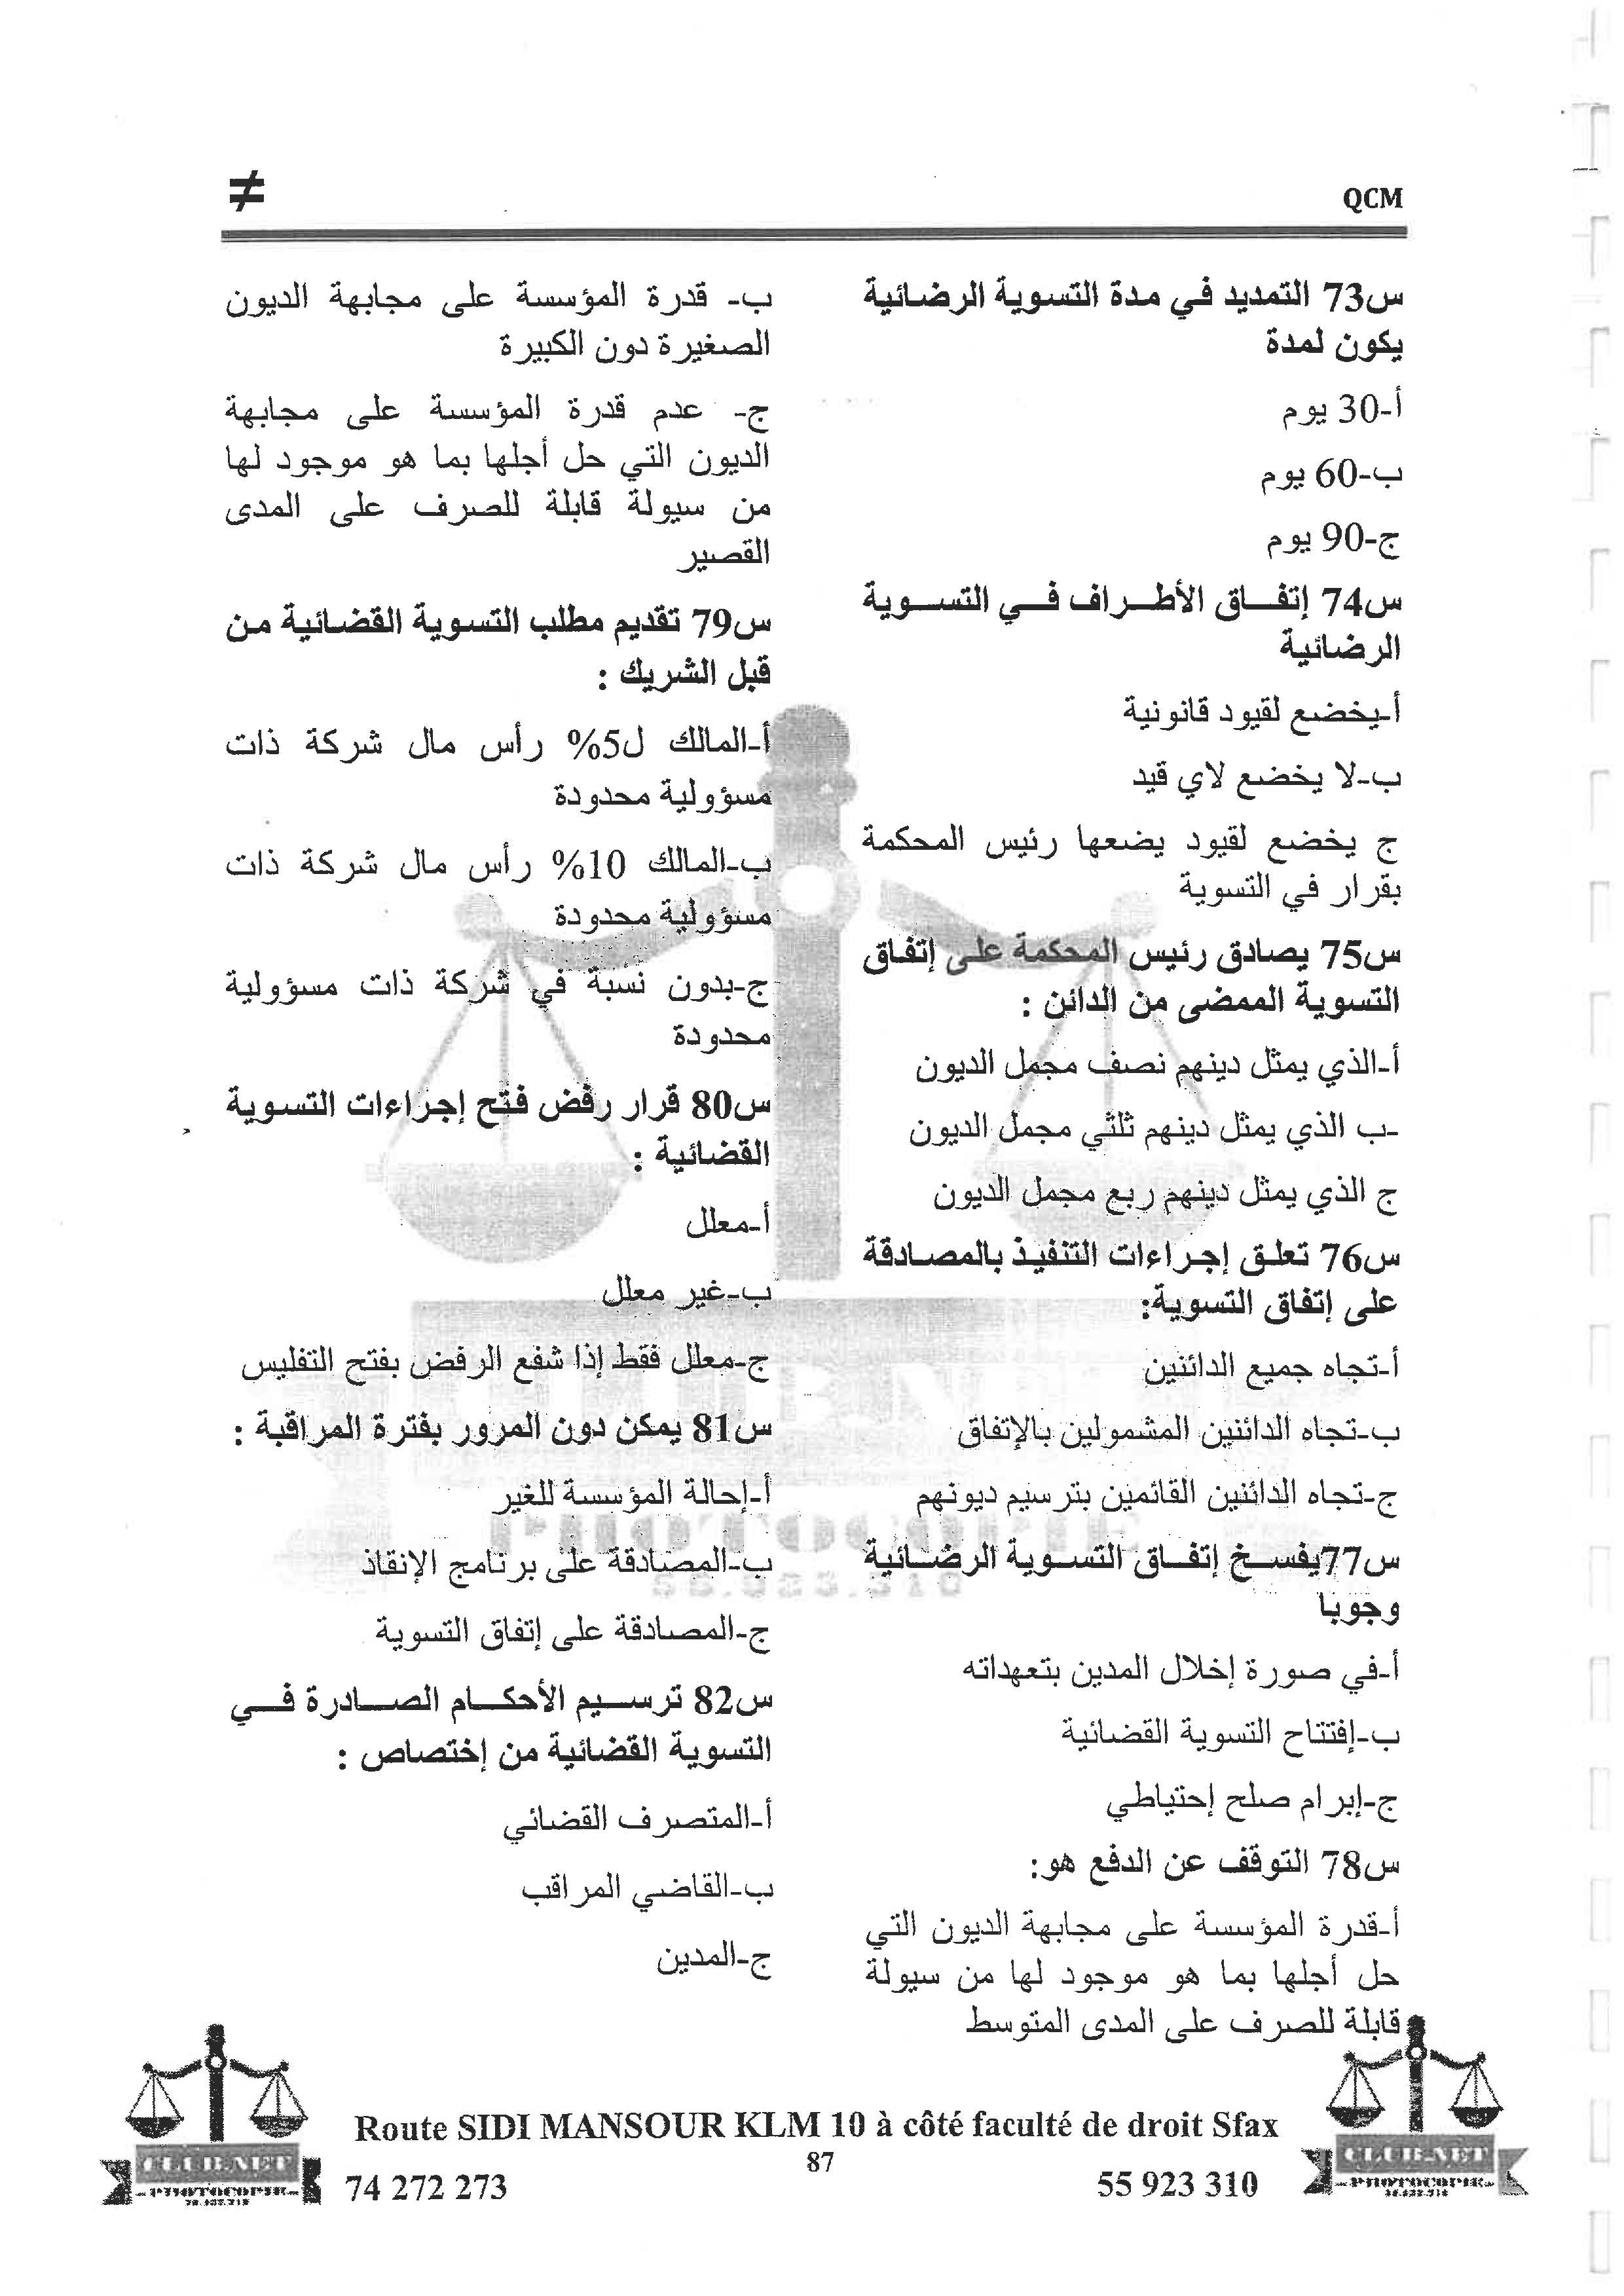 QCM
≠
س73 التمديد في مدة التسوية الرضائية
يكون لمدة
أ-30 يوم
ب-60 يوم
ج-90 يوم
س74 إتفاق الأطراف في التسوية
الرضائية
أ-يخضع لقيود قانونية
ب-لا يخضع لاي قيد
ج يخضع لقيود يضعها رئيس المحكمة
بقرار في التسوية
س75 يصادق رئيس المحكمة على إتفاق
التسوية الممضى من الدائن :
أ-الذي يمثل دينهم نصف مجمل الديون
-ب الذي يمثل دينهم ثلثي مجمل الديون
ج الذي يمثل دينهم ربع مجمل الديون
س76 تعلق إجراءات التنفيذ بالمصادقة
على إتفاق التسوية:
أ-تجاه جميع الدائنين
ب-تجاه الدائنين المشمولين بالإتفاق
ج-تجاه الدائنين القائمين بترسيم ديونهم
س77يفسخ إتفاق التسوية الرضائية
وجوبا
أ-في صورة إخلال المدين بتعهداته
ب-إفتتاح التسوية القضائية
ج-إبرام صلح إحتياطي
س78 التوقف عن الدفع هو:
أ-قدرة المؤسسة على مجابهة الديون التي
حل أجلها بما هو موجود لها من سيولة
قابلة للصرف على المدى المتوسط
ب- قدرة المؤسسة على مجابهة الديون
الصغيرة دون الكبيرة
ج- عدم قدرة المؤسسة على مجابهة
الديون التي حل أجلها بما هو موجود لها
من سيولة قابلة للصرف على المدى
القصير
س79 تقديم مطلب التسوية القضائية من
قبل الشريك :
أ-المالك ل5% رأس مال شركة ذات
مسؤولية محدودة
ب-المالك 10% رأس مال شركة ذات
مسؤولية محدودة
ج-بدون نسبة في شركة ذات مسؤولية
محدودة
س80 قرار رفض فتح إجراءات التسوية
القضائية :
أ-معلل
ب-غير معلل
ج-معلل فقط إذا شفع الرفض بفتح التفليس
س81 يمكن دون المرور بفترة المراقبة :
أ-إحالة المؤسسة للغير
ب-المصادقة على برنامج الإنقاذ
ج-المصادقة على إتفاق التسوية
س82 ترسيم الأحكام الصادرة في
التسوية القضائية من إختصاص :
أ-المتصرف القضائي
ب-القاضي المراقب
ج-المدين
Route SIDI MANSOUR KLM 10 à côté faculté de droit Sfax
87
74 272 273
55 923 310
CLUB-NET
-PHOTOCOPIE-
CLUB-NET
-PHOTOCOPIE-